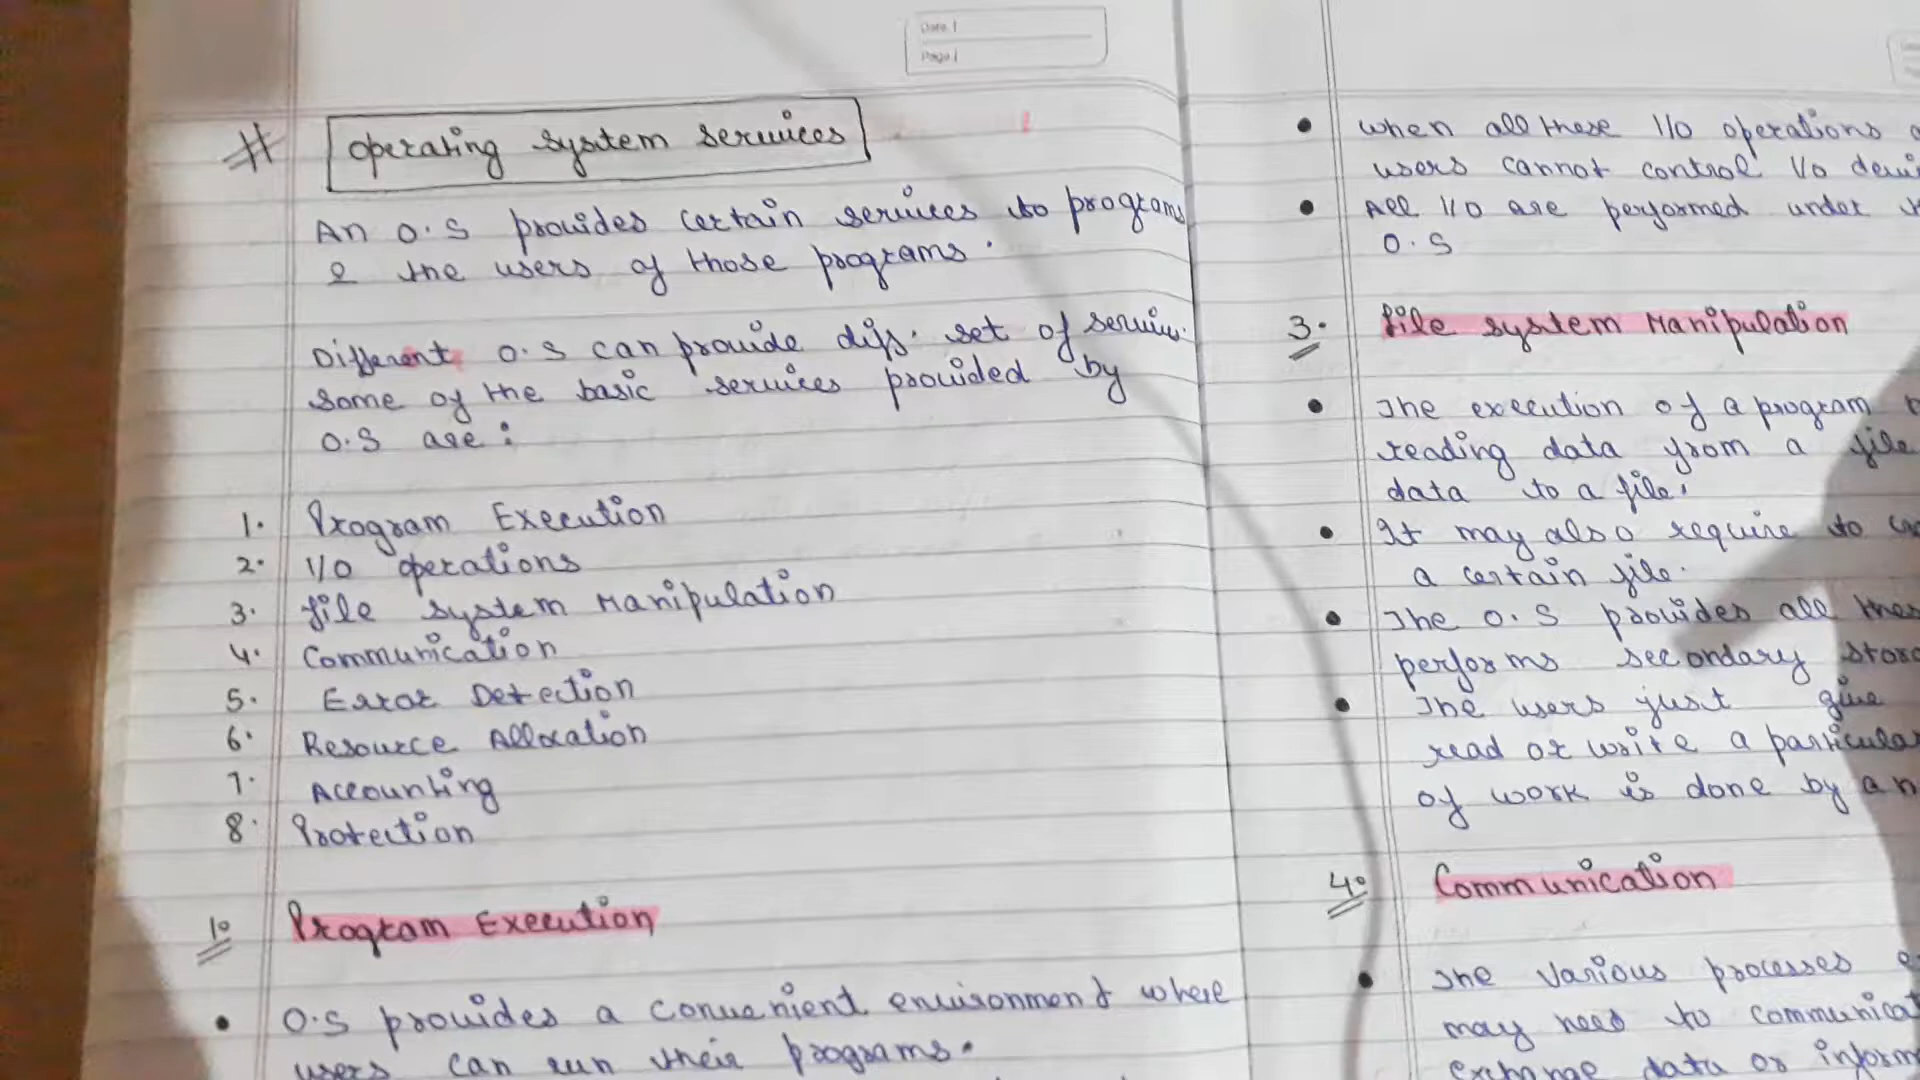 Date |
Page |
# Operating system services
An O.S provides certain services to programs
& the users of those programs.
Different O.S can provide diff. set of
some of the basic services provided by
O.S are :
1. Program Execution
2. I/O operations
3. file system Manipulation
4. Communication
5. Error Detection
6. Resource Allocation
7. Accounting
8. Protection
1. Program Execution
• O.S provides a convenient environment where
users can run their programs.
• when all these I/O operations
users cannot control I/O
• All I/O are performed under
O.S
3. file system Manipulation
• The execution of a program
reading data from a file
data to a file.
• It may also require to
a certain file.
• The O.S provides all
performs secondary
• The users just give
read or write a
of work is done by
4. Communication
• The various processes
may need to
exchange data or